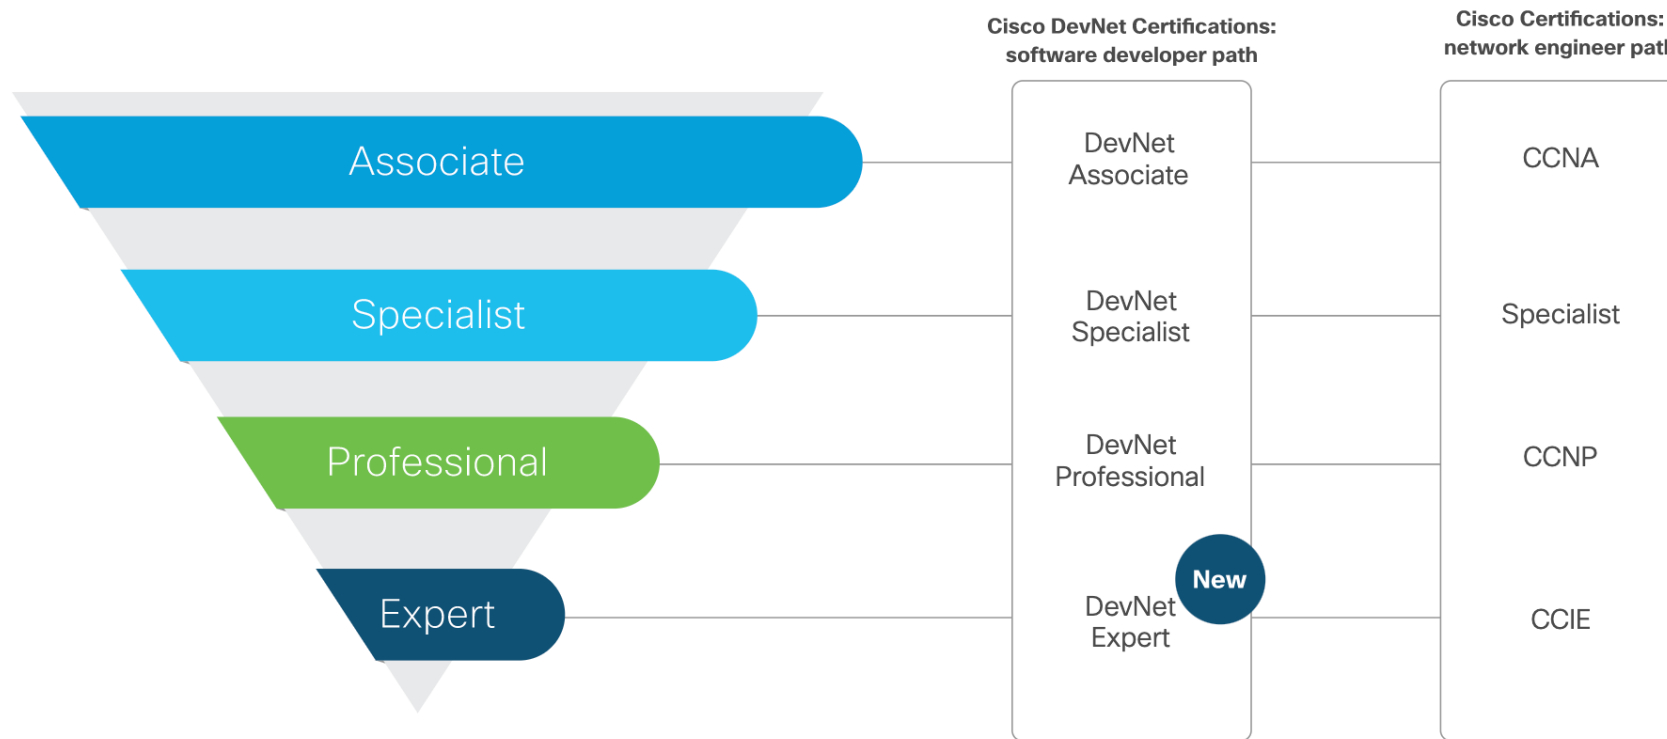 Cisco DevNet Certifications:
software developer path
Cisco Certifications:
network engineer path
Associate
DevNet
Associate
CCNA
Specialist
DevNet
Specialist
Specialist
Professional
DevNet
Professional
CCNP
New
Expert
DevNet
Expert
CCIE